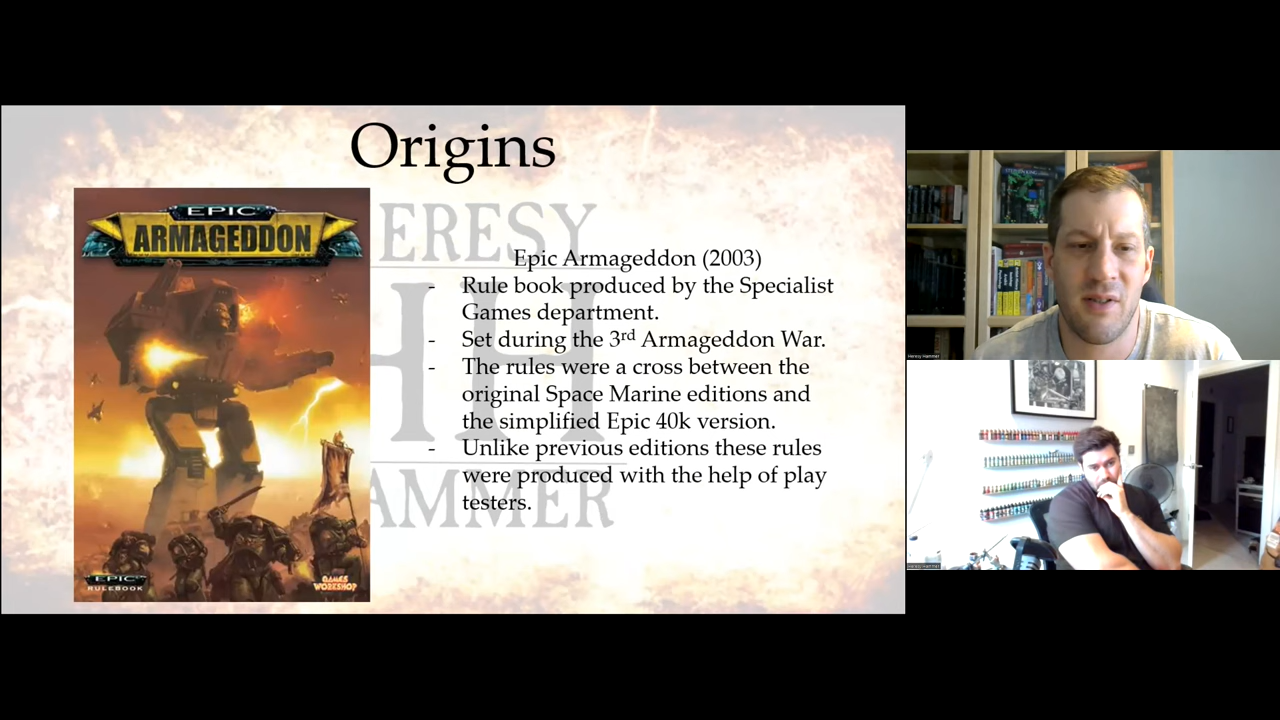 Origins
EPIC
ARMAGEDDON
ERESY
HH
AMMER
Epic Armageddon (2003)
- Rule book produced by the Specialist
Games department.
- Set during the 3rd Armageddon War.
- The rules were a cross between the
original Space Marine editions and
the simplified Epic 40k version.
- Unlike previous editions these rules
were produced with the help of play
testers.
EPIC
RULEBOOK
GAMES
WORKSHOP